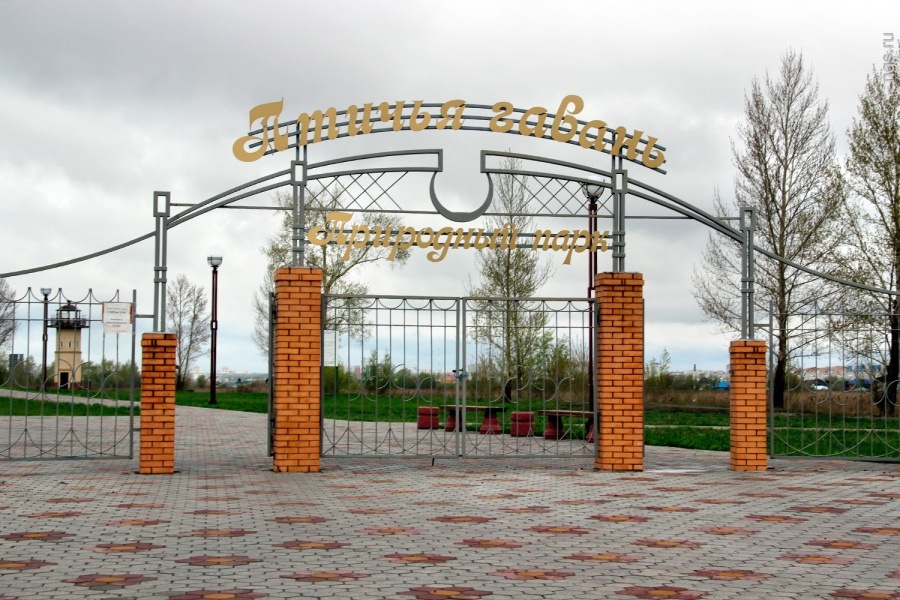 Птичья гавань
Природный парк